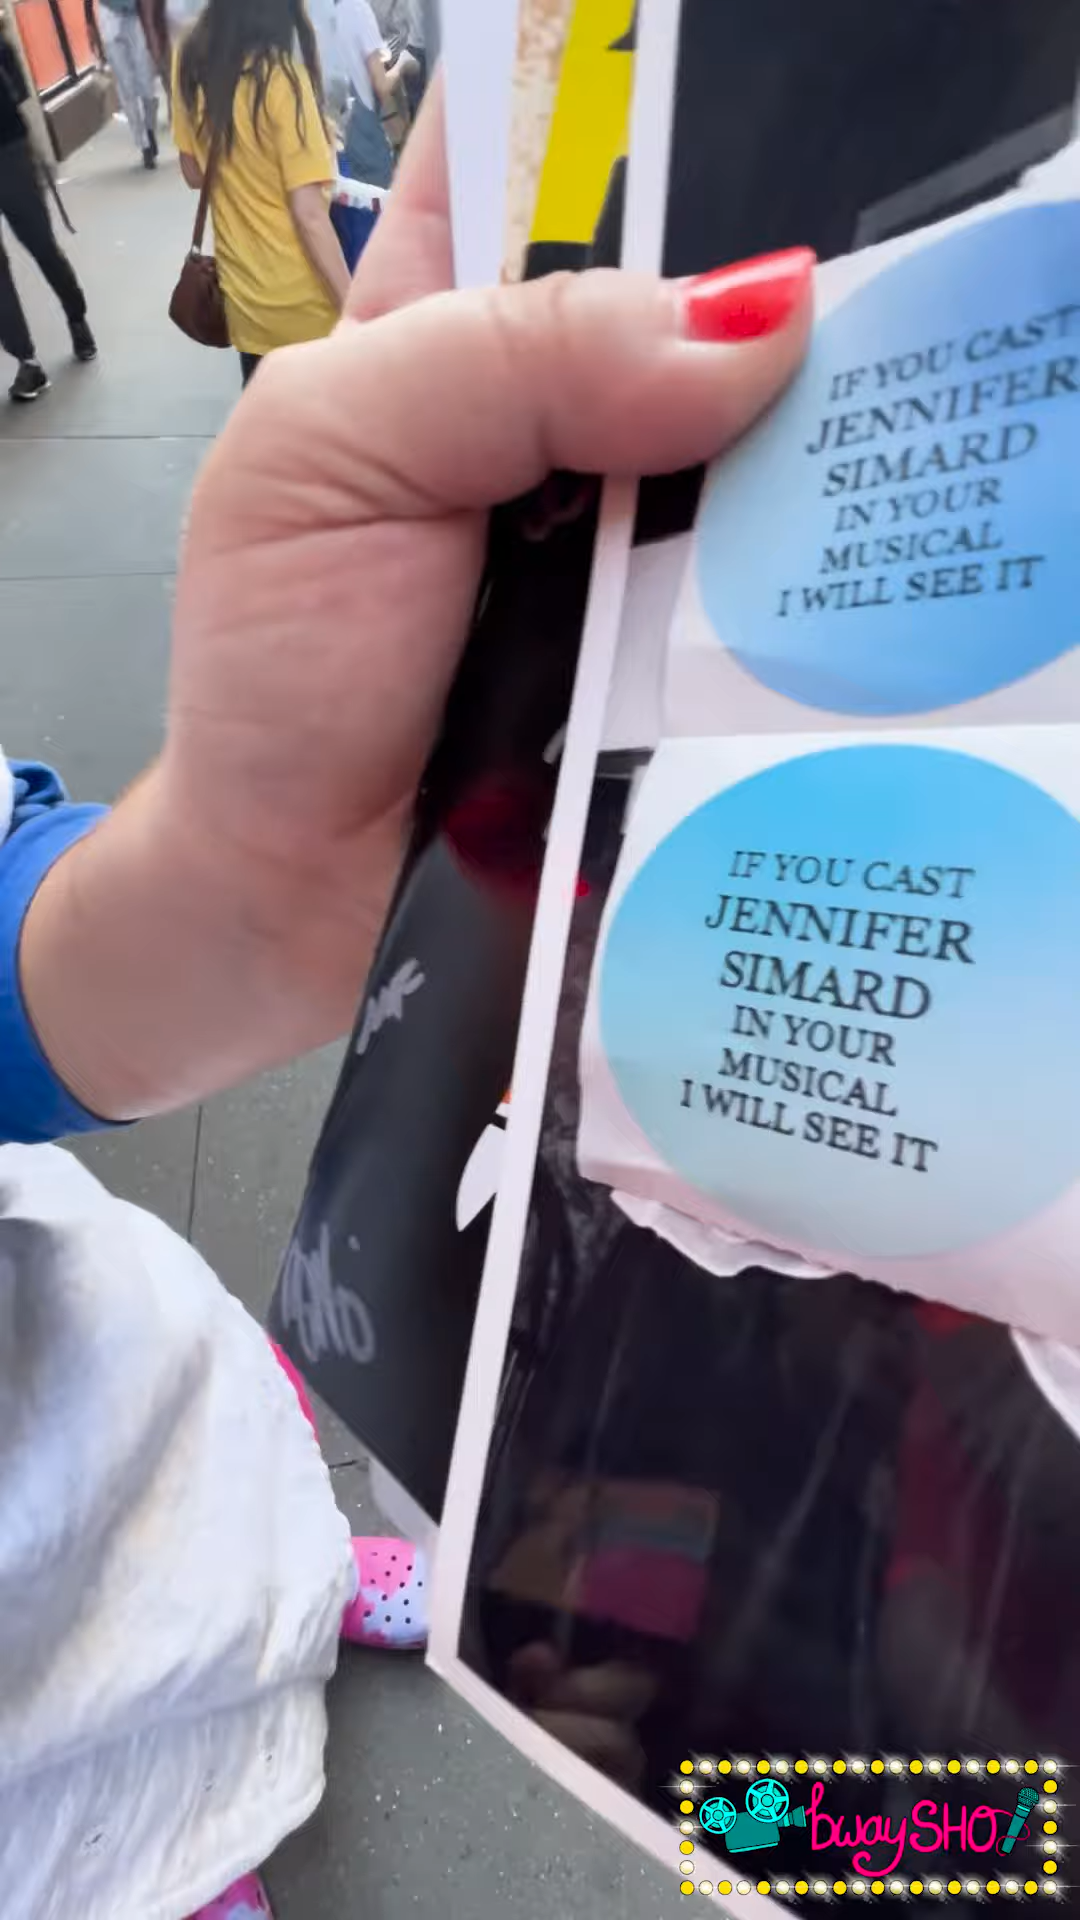 IF YOU CAST
JENNIFER
SIMARD
IN YOUR
MUSICAL
I WILL SEE IT
IF YOU CAST
JENNIFER
SIMARD
IN YOUR
MUSICAL
I WILL SEE IT
bwaySHO